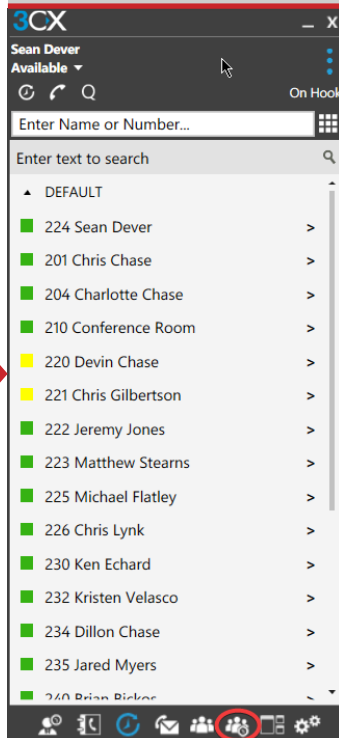 3CX
_ X
Sean Dever
Available
On Hook
Enter Name or Number...
Enter text to search
DEFAULT
224 Sean Dever >
201 Chris Chase >
204 Charlotte Chase >
210 Conference Room >
220 Devin Chase >
221 Chris Gilbertson >
222 Jeremy Jones >
223 Matthew Stearns >
225 Michael Flatley >
226 Chris Lynk >
230 Ken Echard >
232 Kristen Velasco >
234 Dillon Chase >
235 Jared Myers >
240 Brian